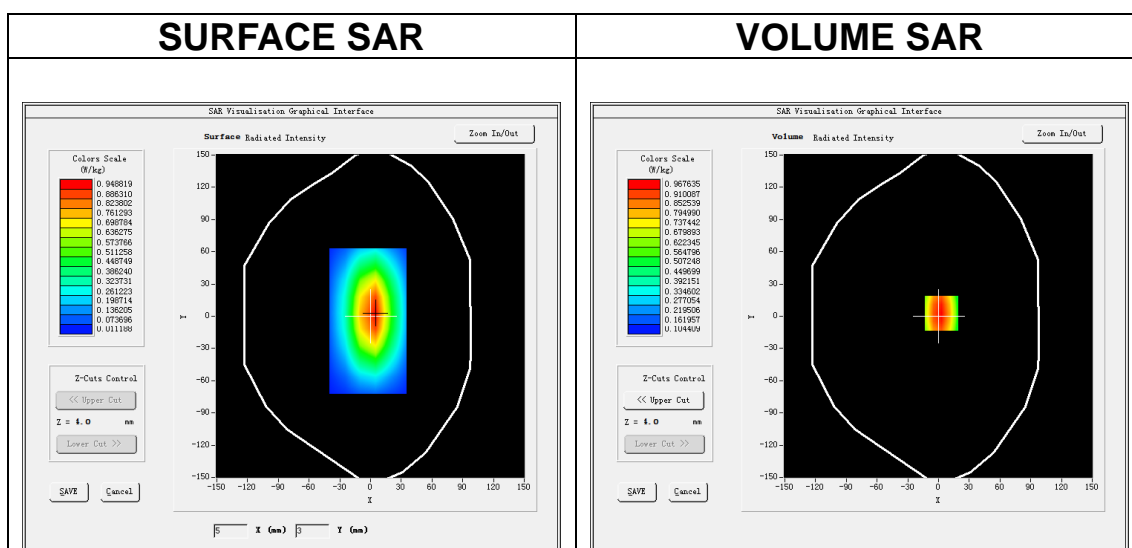 SURFACE SAR
SAR Visualisation Graphical Interface
Surface Radiated Intensity
Zoom In/Out
Colors Scale
(W/kg)
0.948819
0.886310
0.823802
0.761293
0.698784
0.636275
0.573766
0.511258
0.448749
0.386240
0.323731
0.261223
0.198714
0.136205
0.073696
0.011188
150
120
90
60
30
0
-30
-60
-90
-120
-150
Y
-150 -120 -90 -60 -30 0 30 60 90 120 150
X
Z-Cuts Control
<< Upper Cut
Z = 4.0 mm
Lower Cut >>
SAVE Cancel
5 X (mm) 3 Y (mm)
VOLUME SAR
SAR Visualisation Graphical Interface
Volume Radiated Intensity
Zoom In/Out
Colors Scale
(W/kg)
0.967635
0.910087
0.852539
0.794990
0.737442
0.679893
0.622345
0.564796
0.507248
0.449699
0.392151
0.334602
0.277054
0.219506
0.161957
0.104409
150
120
90
60
30
0
-30
-60
-90
-120
-150
Y
-150 -120 -90 -60 -30 0 30 60 90 120 150
X
Z-Cuts Control
<< Upper Cut
Z = 4.0 mm
Lower Cut >>
SAVE Cancel